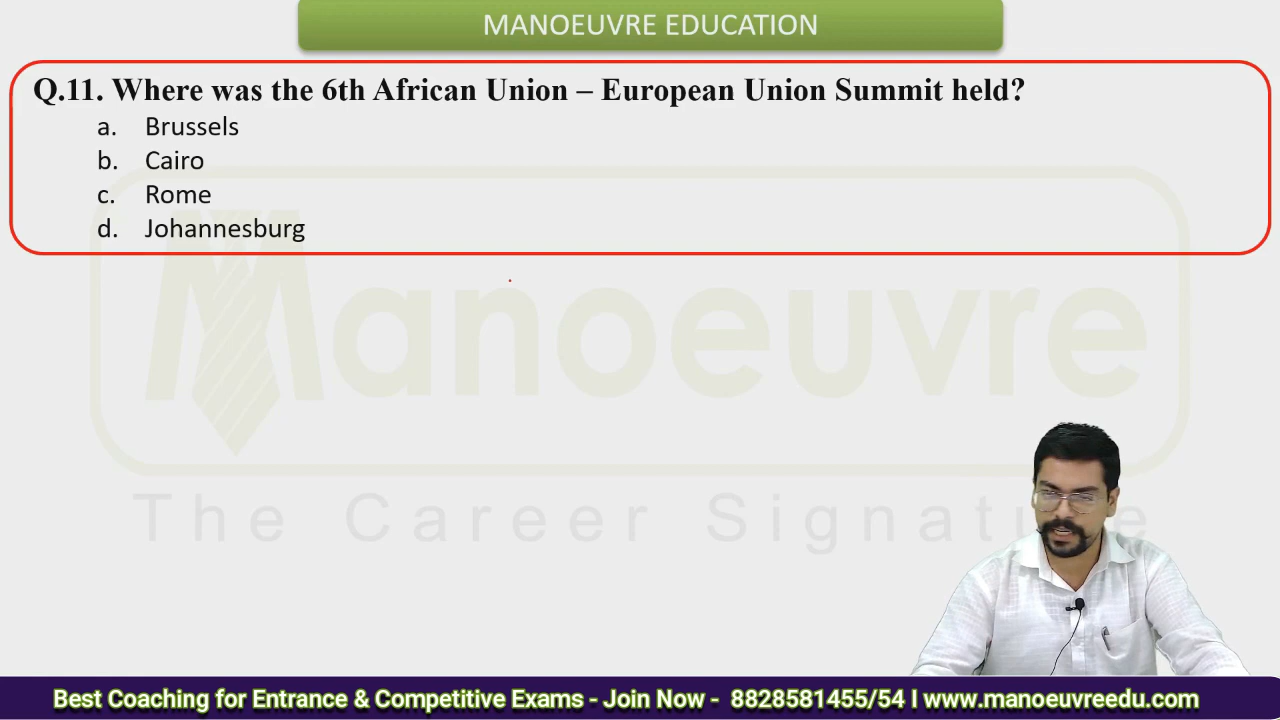 MANOEUVRE EDUCATION
Q.11. Where was the 6th African Union – European Union Summit held?
a. Brussels
b. Cairo
c. Rome
d. Johannesburg
Manoeuvre
The Career Signature
Best Coaching for Entrance & Competitive Exams - Join Now - 8828581455/54 I www.manoeuvreedu.com